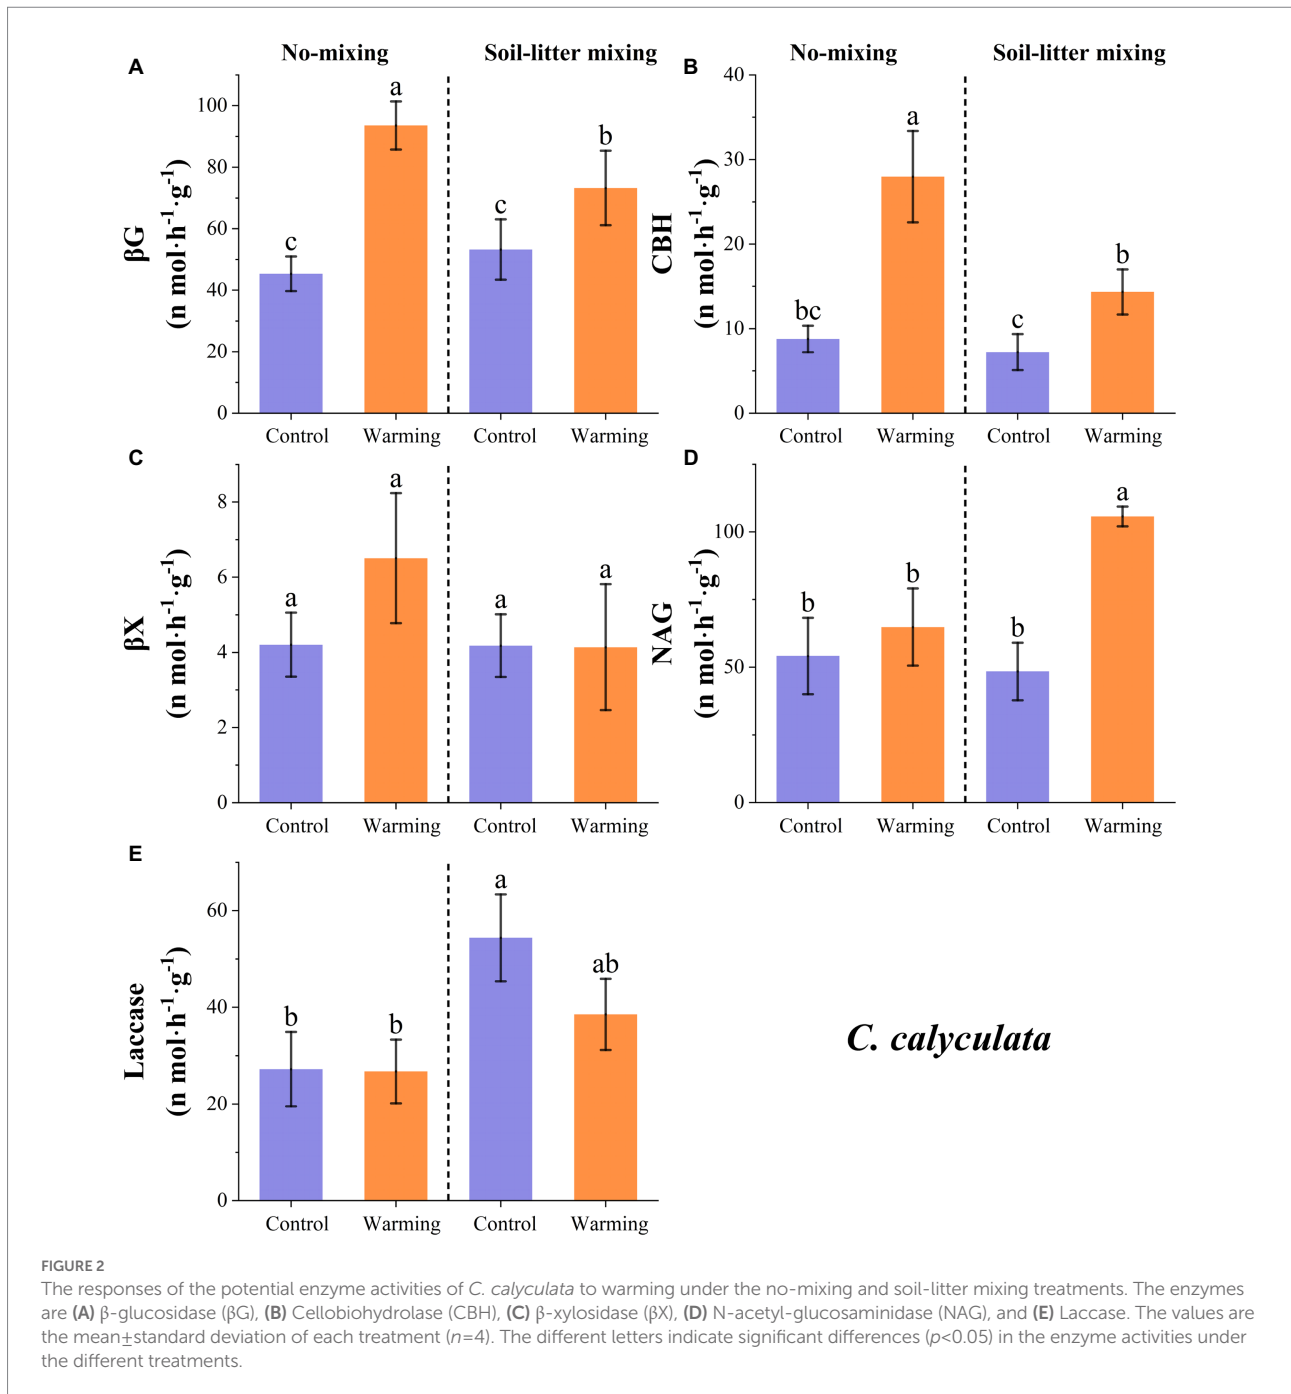 No-mixing
Soil-litter mixing
A
βG
(n mol·h⁻¹·g⁻¹)
100
80
60
40
20
0
c
a
c
b
Control
Warming
Control
Warming
No-mixing
Soil-litter mixing
B
CBH
(n mol·h⁻¹·g⁻¹)
40
30
20
10
0
bc
a
c
b
Control
Warming
Control
Warming
C
βX
(n mol·h⁻¹·g⁻¹)
8
6
4
2
0
a
a
a
a
Control
Warming
Control
Warming
D
NAG
(n mol·h⁻¹·g⁻¹)
100
50
0
b
b
b
a
Control
Warming
Control
Warming
E
Laccase
(n mol·h⁻¹·g⁻¹)
60
40
20
0
b
b
a
ab
Control
Warming
Control
Warming
C. calyculata
FIGURE 2
The responses of the potential enzyme activities of C. calyculata to warming under the no-mixing and soil-litter mixing treatments. The enzymes
are (A) β-glucosidase (βG), (B) Cellobiohydrolase (CBH), (C) β-xylosidase (βX), (D) N-acetyl-glucosaminidase (NAG), and (E) Laccase. The values are
the mean±standard deviation of each treatment (n=4). The different letters indicate significant differences (p<0.05) in the enzyme activities under
the different treatments.